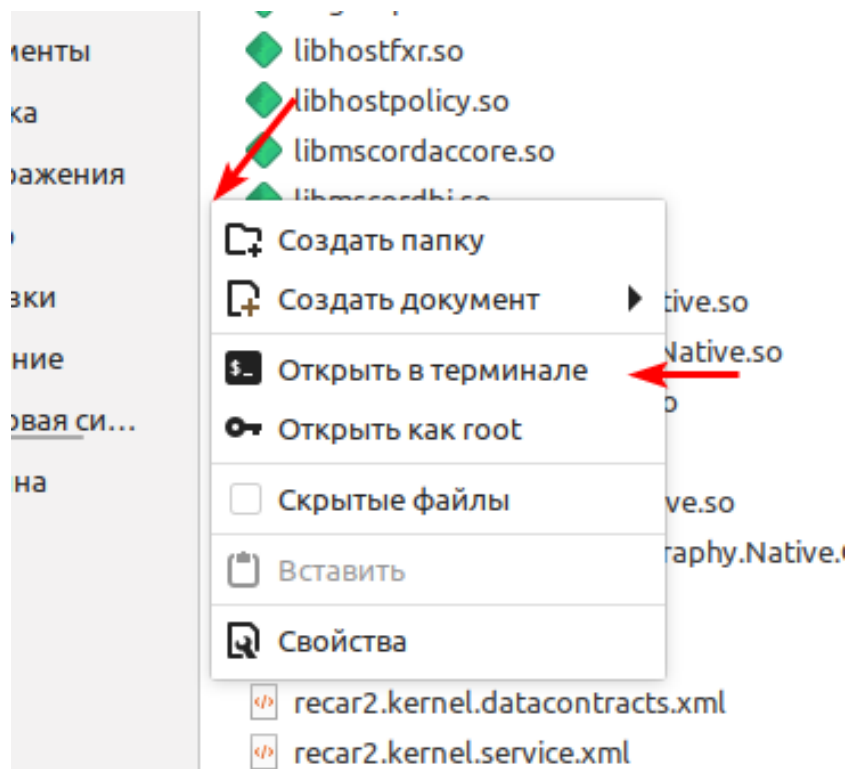 менты
libhostfxr.so
ка
libhostpolicy.so
ражения
libmscordaccore.so
libmscordbi.so
Создать папку
зки
Создать документ
tive.so
ние
Открыть в терминале
Native.so
овая си...
Открыть как root
на
Скрытые файлы
ve.so
Вставить
raphy.Native.
Свойства
recar2.kernel.datacontracts.xml
recar2.kernel.service.xml